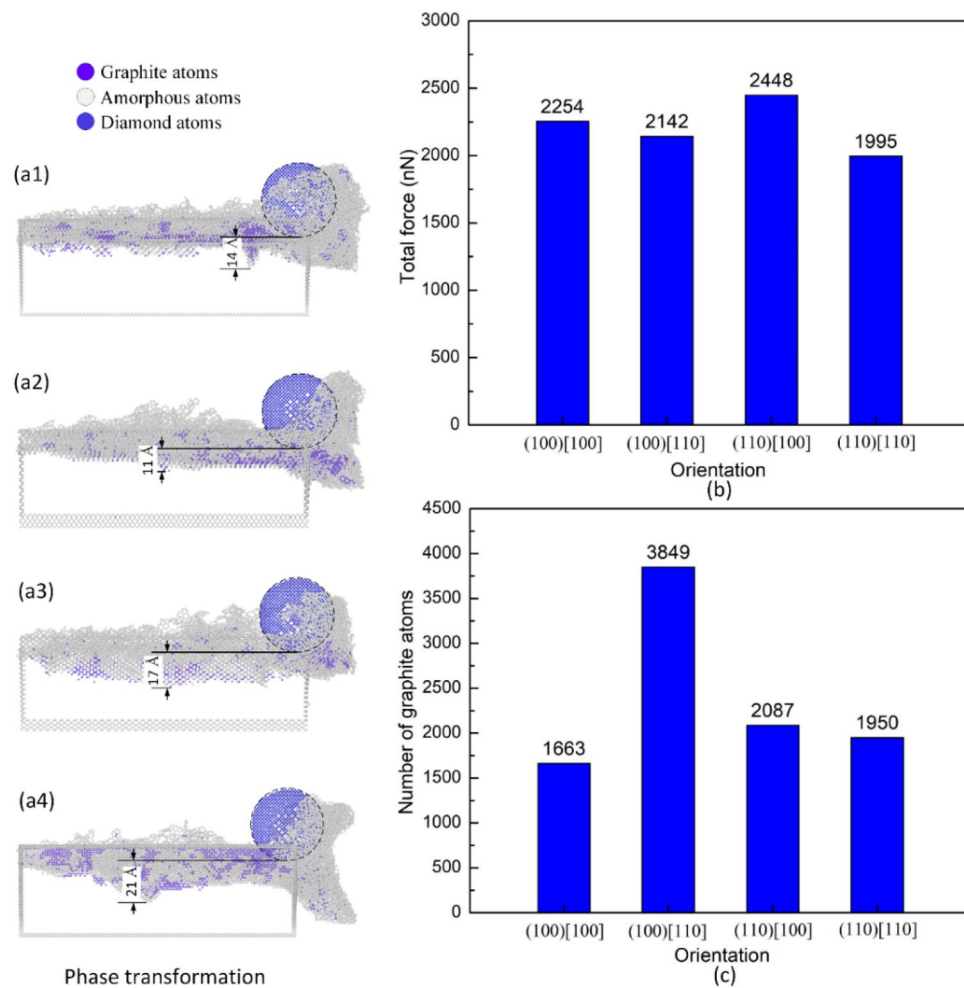 Graphite atoms
Amorphous atoms
Diamond atoms
(a1)
14 Å
(a2)
11 Å
(a3)
17 Å
(a4)
21 Å
Phase transformation
3000
2500
2000
1500
1000
500
0
Total force (nN)
2254
2142
2448
1995
(100)[100]
(100)[110]
(110)[100]
(110)[110]
Orientation
(b)
4500
4000
3500
3000
2500
2000
1500
1000
500
0
Number of graphite atoms
1663
3849
2087
1950
(100)[100]
(100)[110]
(110)[100]
(110)[110]
Orientation
(c)